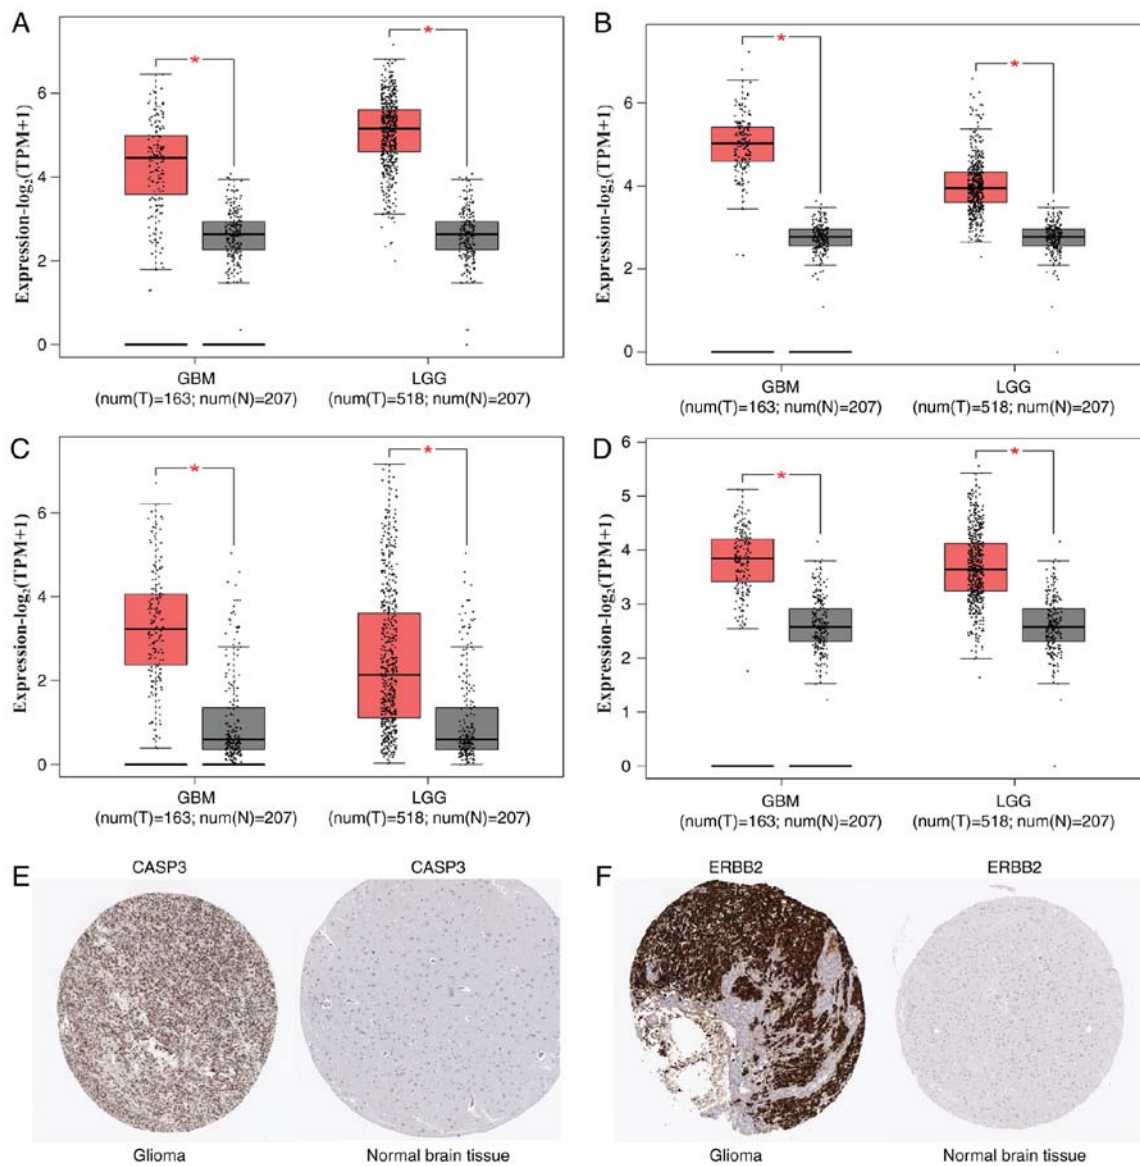 A
Expression-log₂(TPM+1)
6
4
2
0
*
*
GBM
(num(T)=163; num(N)=207)
LGG
(num(T)=518; num(N)=207)
B
Expression-log₂(TPM+1)
6
4
2
0
*
*
GBM
(num(T)=163; num(N)=207)
LGG
(num(T)=518; num(N)=207)
C
Expression-log₂(TPM+1)
6
4
2
0
*
*
GBM
(num(T)=163; num(N)=207)
LGG
(num(T)=518; num(N)=207)
D
Expression-log₂(TPM+1)
6
5
4
3
2
1
0
*
*
GBM
(num(T)=163; num(N)=207)
LGG
(num(T)=518; num(N)=207)
E
CASP3
CASP3
Glioma
Normal brain tissue
F
ERBB2
ERBB2
Glioma
Normal brain tissue